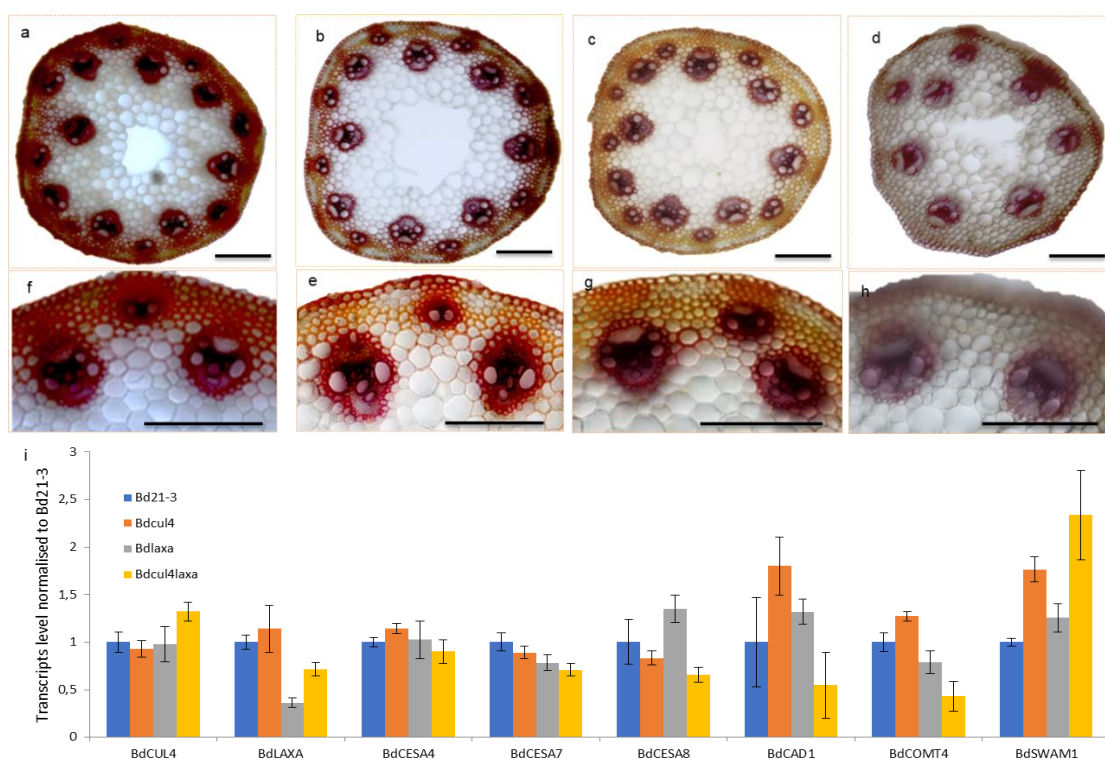 a
b
c
d
f
e
g
h
i
3
2,5
2
1,5
1
0,5
0
Transcripts level normalised to Bd21-3
Bd21-3
Bdcul4
Bdlaxa
Bdcul4laxa
BdCUL4 BdLAXA BdCESA4 BdCESA7 BdCESA8 BdCAD1 BdCOMT4 BdSWAM1